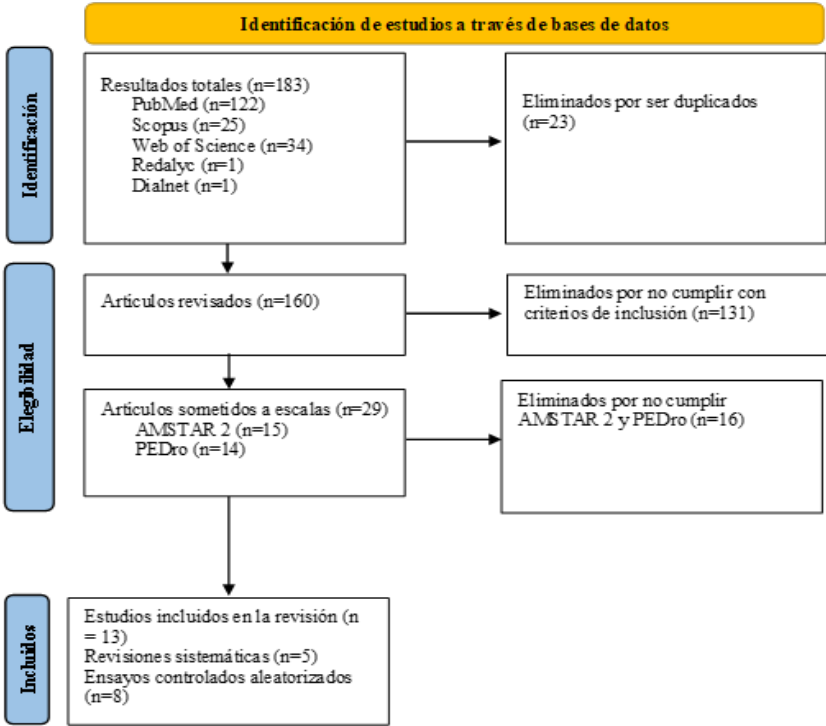 Identificación de estudios a través de bases de datos
Identificación
Resultados totales (n=183)
PubMed (n=122)
Scopus (n=25)
Web of Science (n=34)
Redalyc (n=1)
Dialnet (n=1)
Eliminados por ser duplicados
(n=23)
Elegibilidad
Artículos revisados (n=160)
Eliminados por no cumplir con
criterios de inclusión (n=131)
Artículos sometidos a escalas (n=29)
AMSTAR 2 (n=15)
PEDro (n=14)
Eliminados por no cumplir
AMSTAR 2 y PEDro (n=16)
Incluidos
Estudios incluidos en la revisión (n
= 13)
Revisiones sistemáticas (n=5)
Ensayos controlados aleatorizados
(n=8)